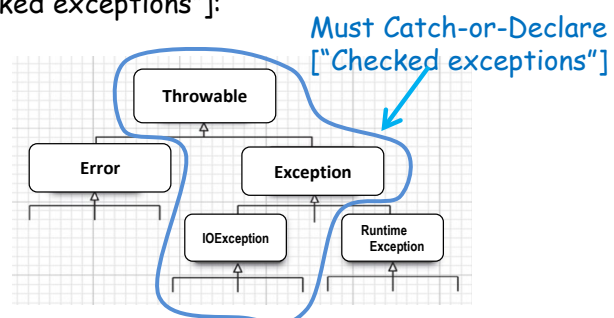 ked exceptions"]:
Must Catch-or-Declare
["Checked exceptions"]
Throwable
Error
Exception
IOException
Runtime
Exception